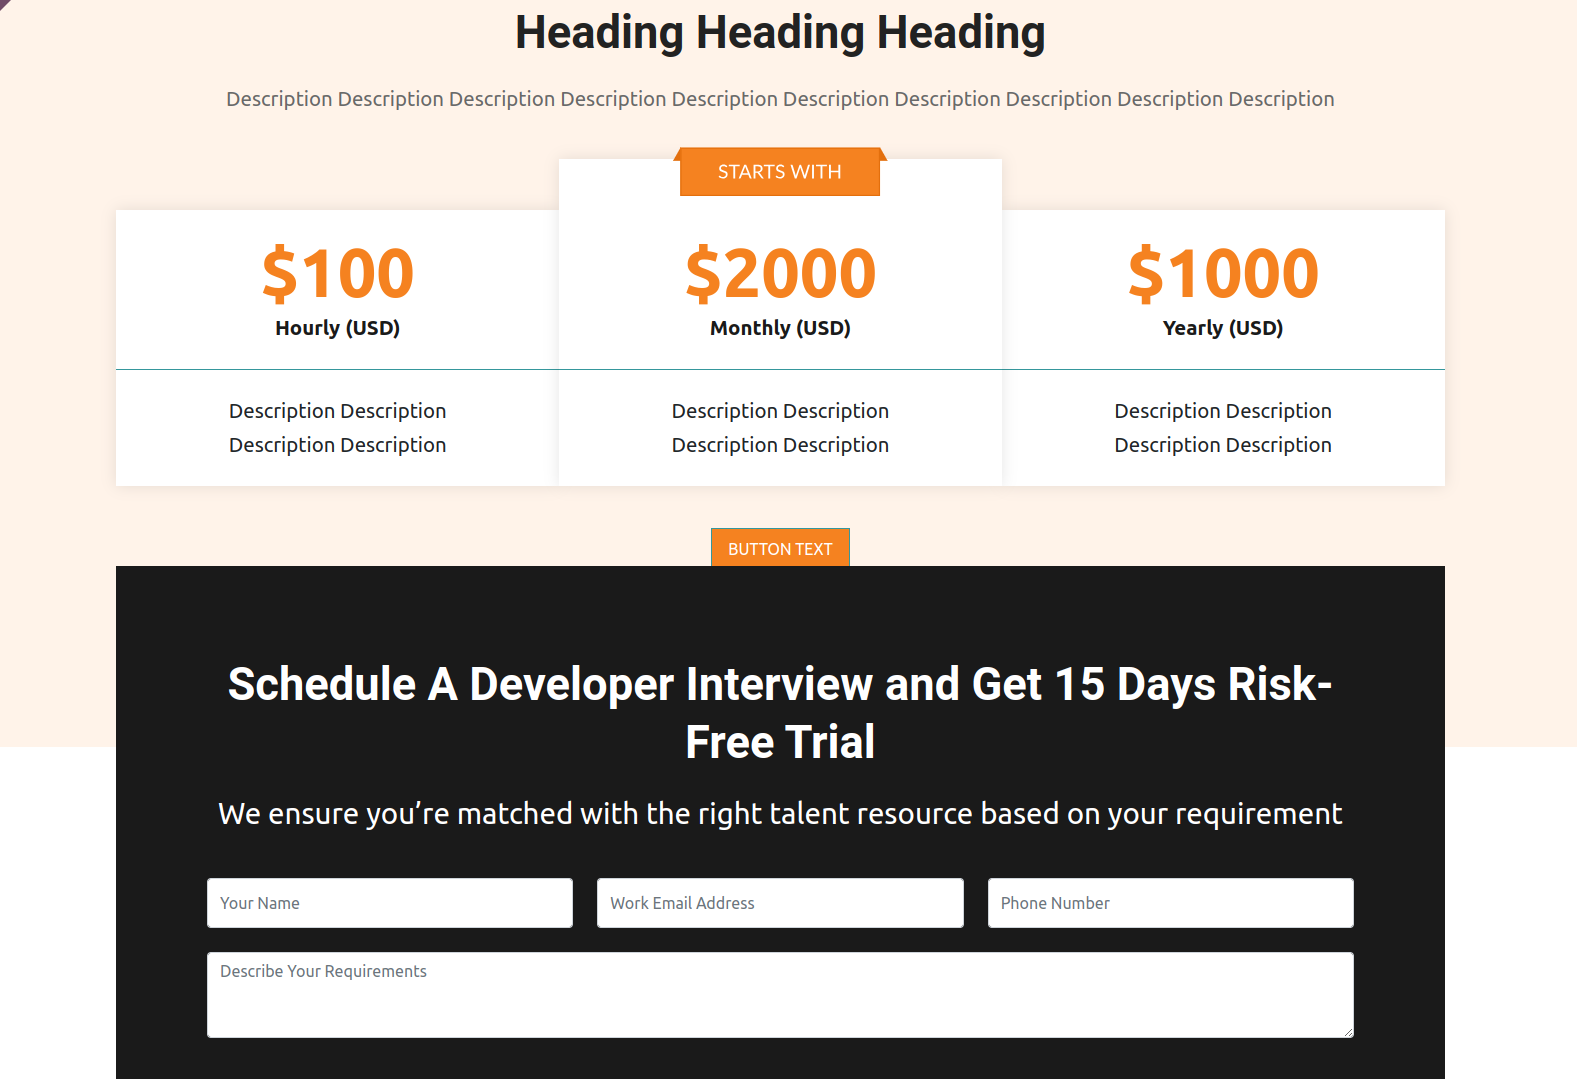 Heading Heading Heading
Description Description Description Description Description Description Description Description Description Description
STARTS WITH
$100
Hourly (USD)
Description Description
Description Description
$2000
Monthly (USD)
Description Description
Description Description
$1000
Yearly (USD)
Description Description
Description Description
BUTTON TEXT
Schedule A Developer Interview and Get 15 Days Risk-
Free Trial
We ensure you’re matched with the right talent resource based on your requirement
Your Name
Work Email Address
Phone Number
Describe Your Requirements